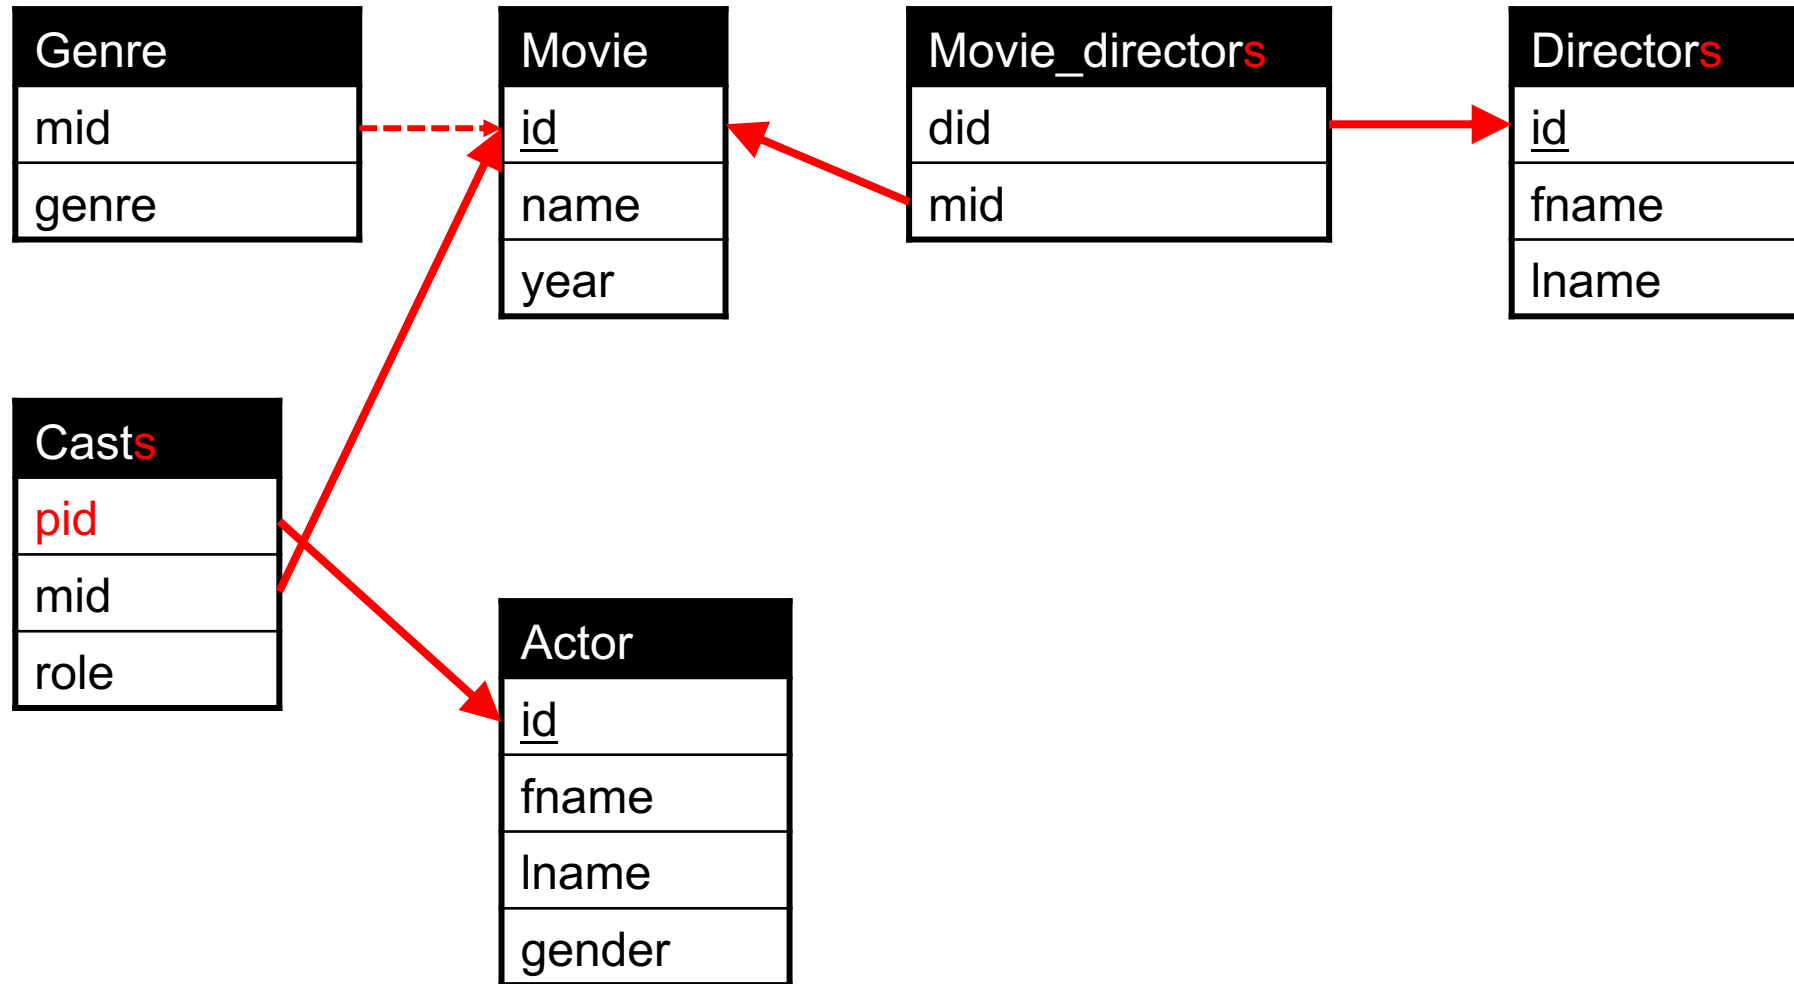 Genre
mid
genre
Movie
id
name
year
Movie_directors
did
mid
Directors
id
fname
lname
Casts
pid
mid
role
Actor
id
fname
lname
gender